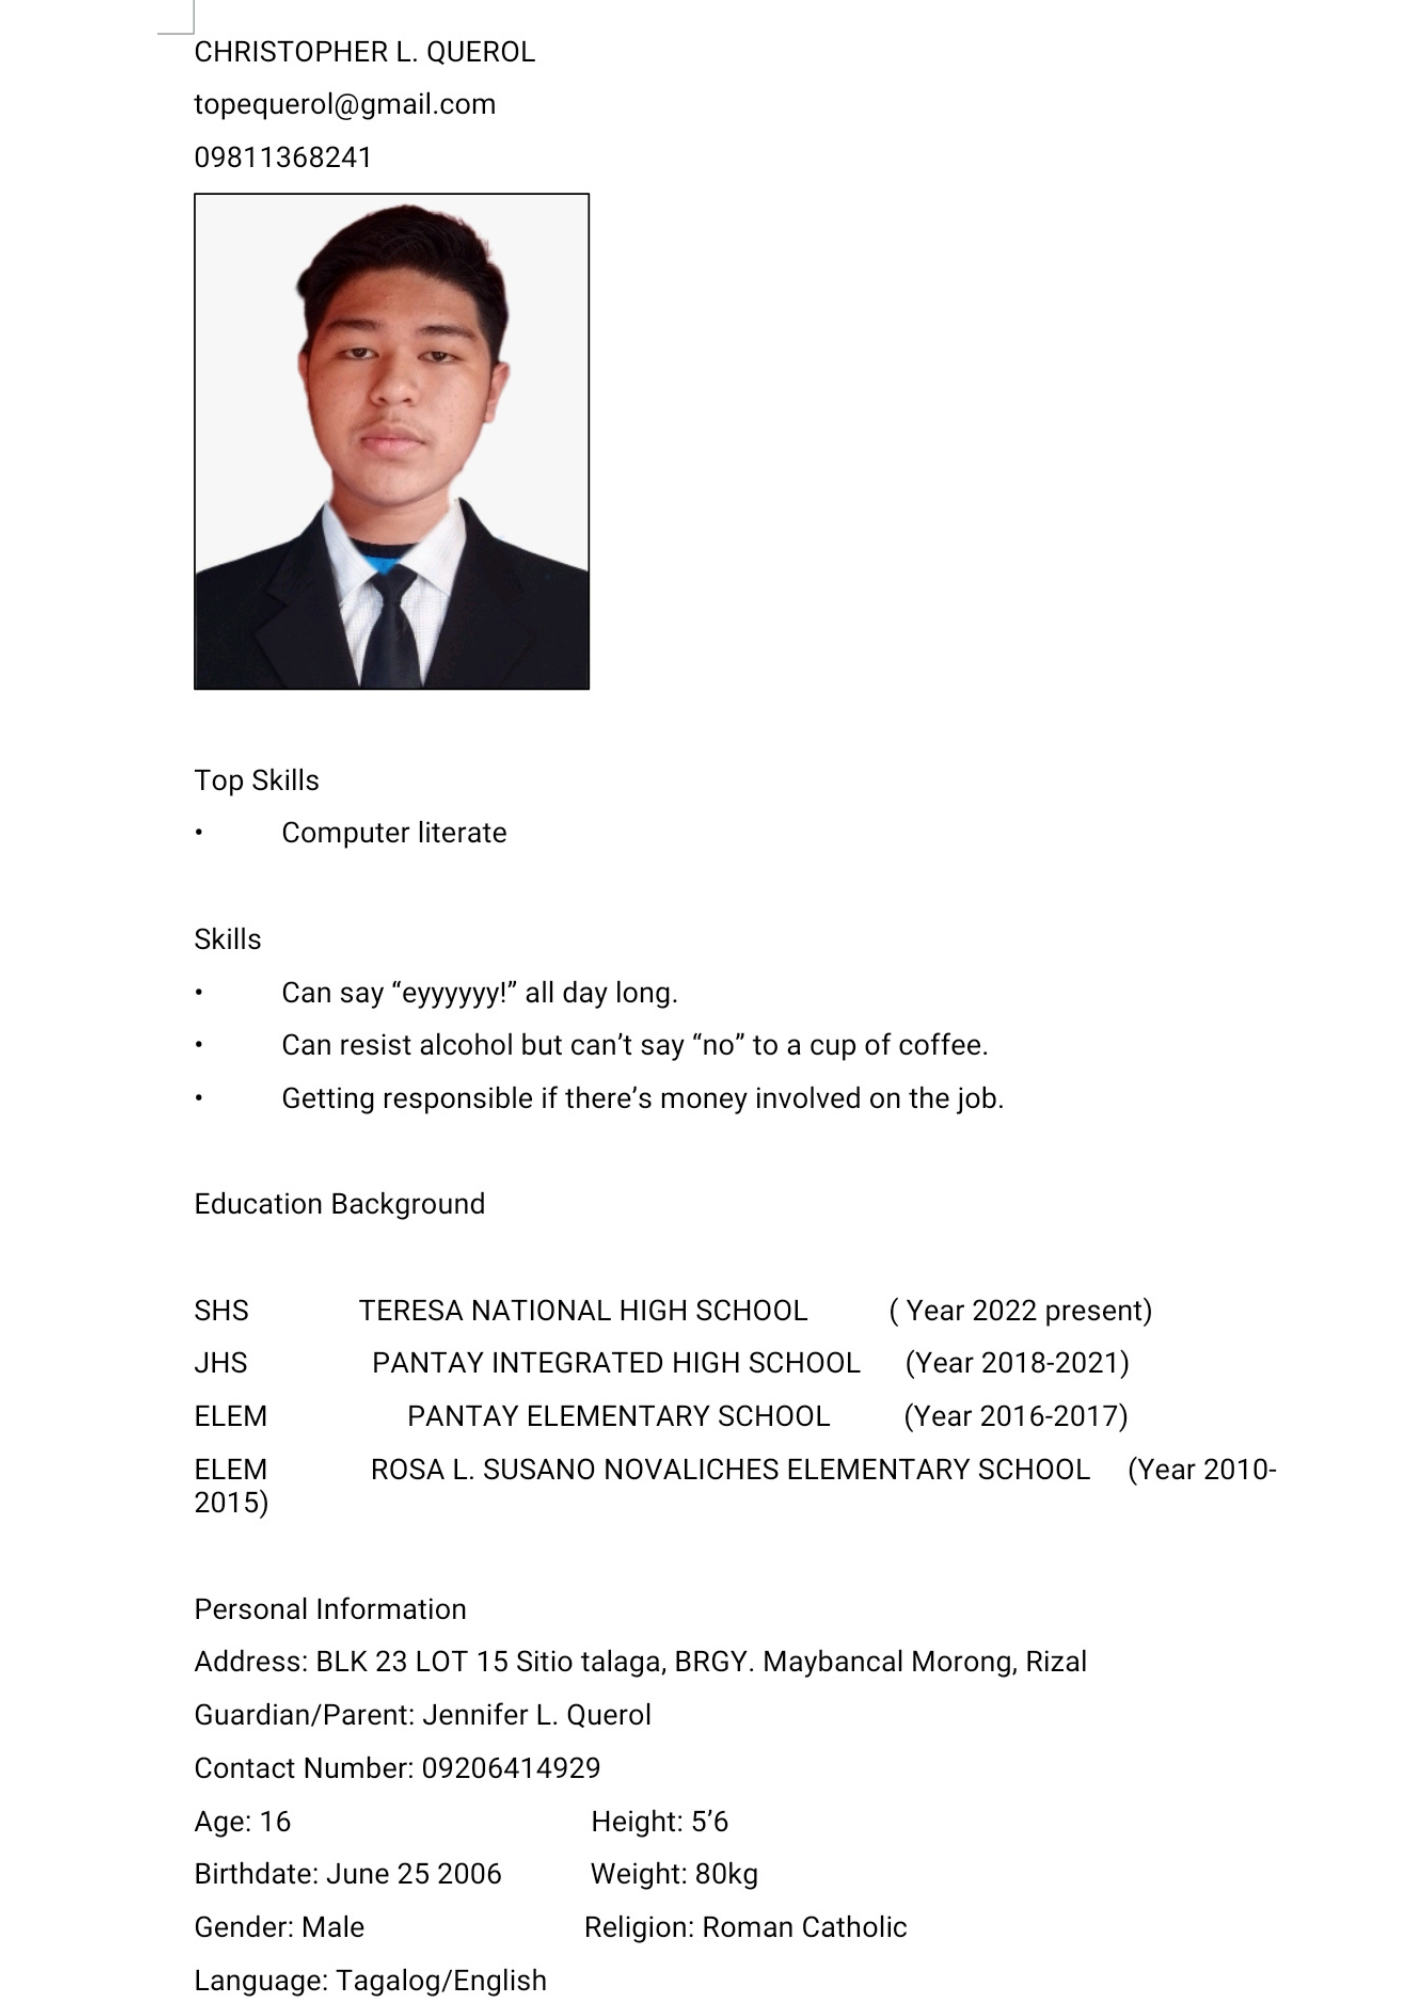 CHRISTOPHER L. QUEROL
topequerol@gmail.com
09811368241
Top Skills
• Computer literate
Skills
• Can say “eyyyyyy!” all day long.
• Can resist alcohol but can’t say “no” to a cup of coffee.
• Getting responsible if there’s money involved on the job.
Education Background
SHS TERESA NATIONAL HIGH SCHOOL ( Year 2022 present)
JHS PANTAY INTEGRATED HIGH SCHOOL (Year 2018-2021)
ELEM PANTAY ELEMENTARY SCHOOL (Year 2016-2017)
ELEM ROSA L. SUSANO NOVALICHES ELEMENTARY SCHOOL (Year 2010-
2015)
Personal Information
Address: BLK 23 LOT 15 Sitio talaga, BRGY. Maybancal Morong, Rizal
Guardian/Parent: Jennifer L. Querol
Contact Number: 09206414929
Age: 16 Height: 5’6
Birthdate: June 25 2006 Weight: 80kg
Gender: Male Religion: Roman Catholic
Language: Tagalog/English